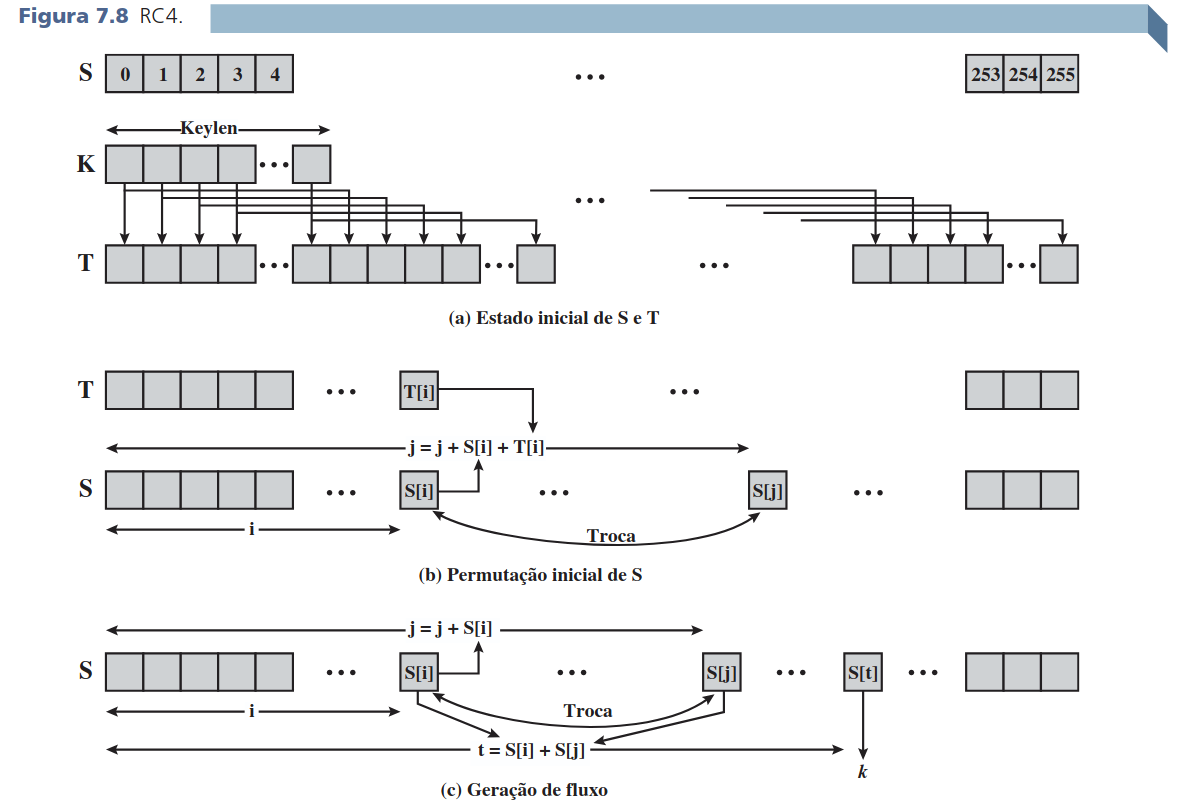 Figura 7.8 RC4.
S 0 1 2 3 4 ... 253 254 255
Keylen
K ... ...
T ... ... ... ...
(a) Estado inicial de S e T
T ... T[i] ...
j = j + S[i] + T[i]
S ... S[i] ... S[j] ...
i
Troca
(b) Permutação inicial de S
j = j + S[i]
S ... S[i] ... S[j] ... S[t] ...
i Troca
t = S[i] + S[j]
k
(c) Geração de fluxo